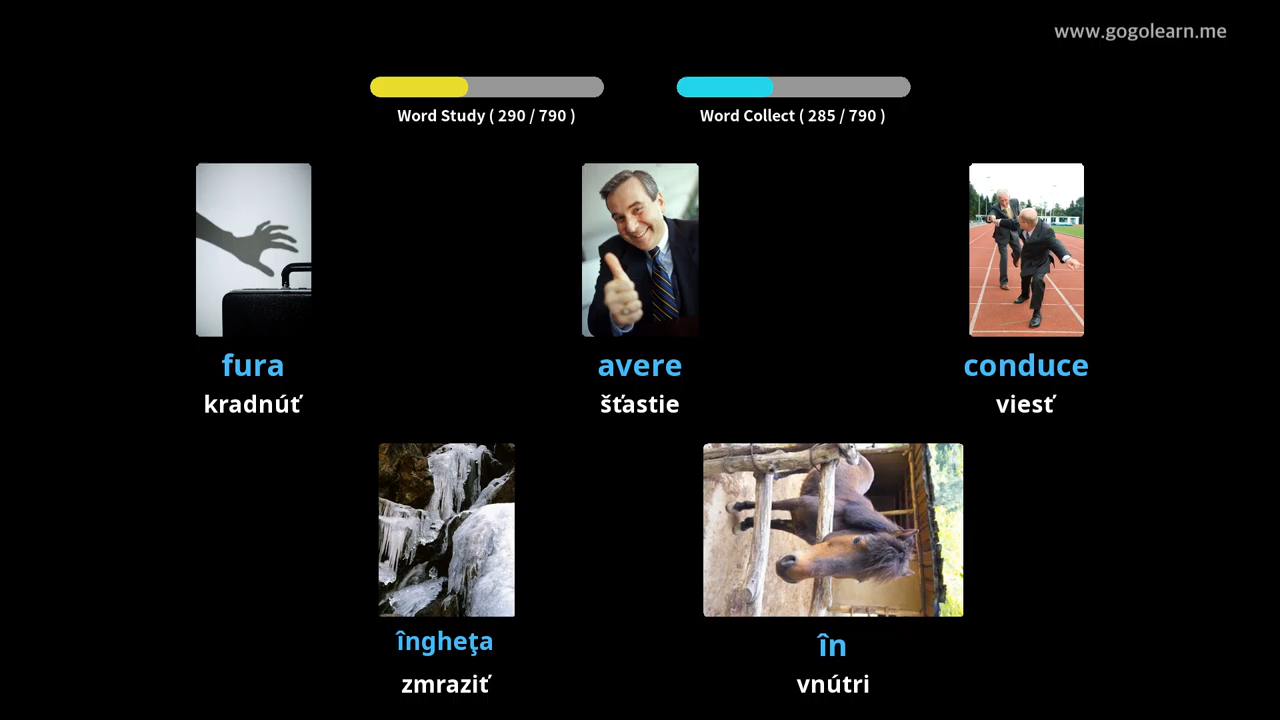 www.gogolearn.me
Word Study ( 290 / 790 )
Word Collect ( 285 / 790 )
fura
kradnúť
avere
šťastie
conduce
viesť
îngheţa
zmraziť
în
vnútri